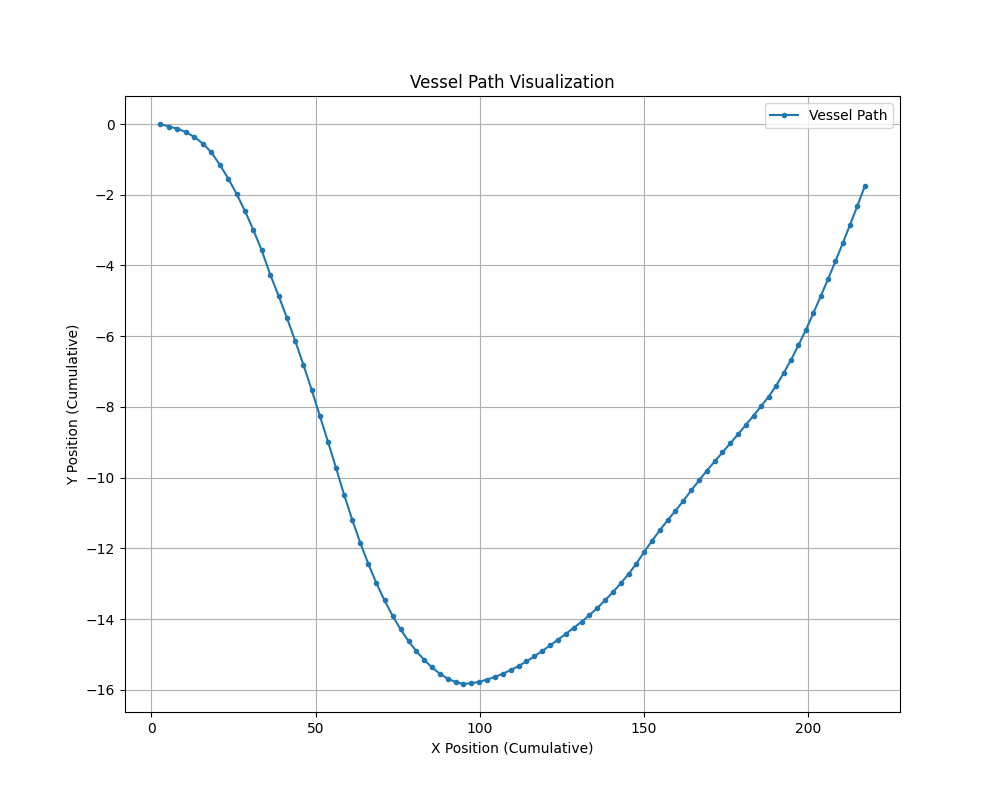 Vessel Path Visualization
Vessel Path
Y Position (Cumulative)
0
−2
−4
−6
−8
−10
−12
−14
−16
0 50 100 150 200
X Position (Cumulative)